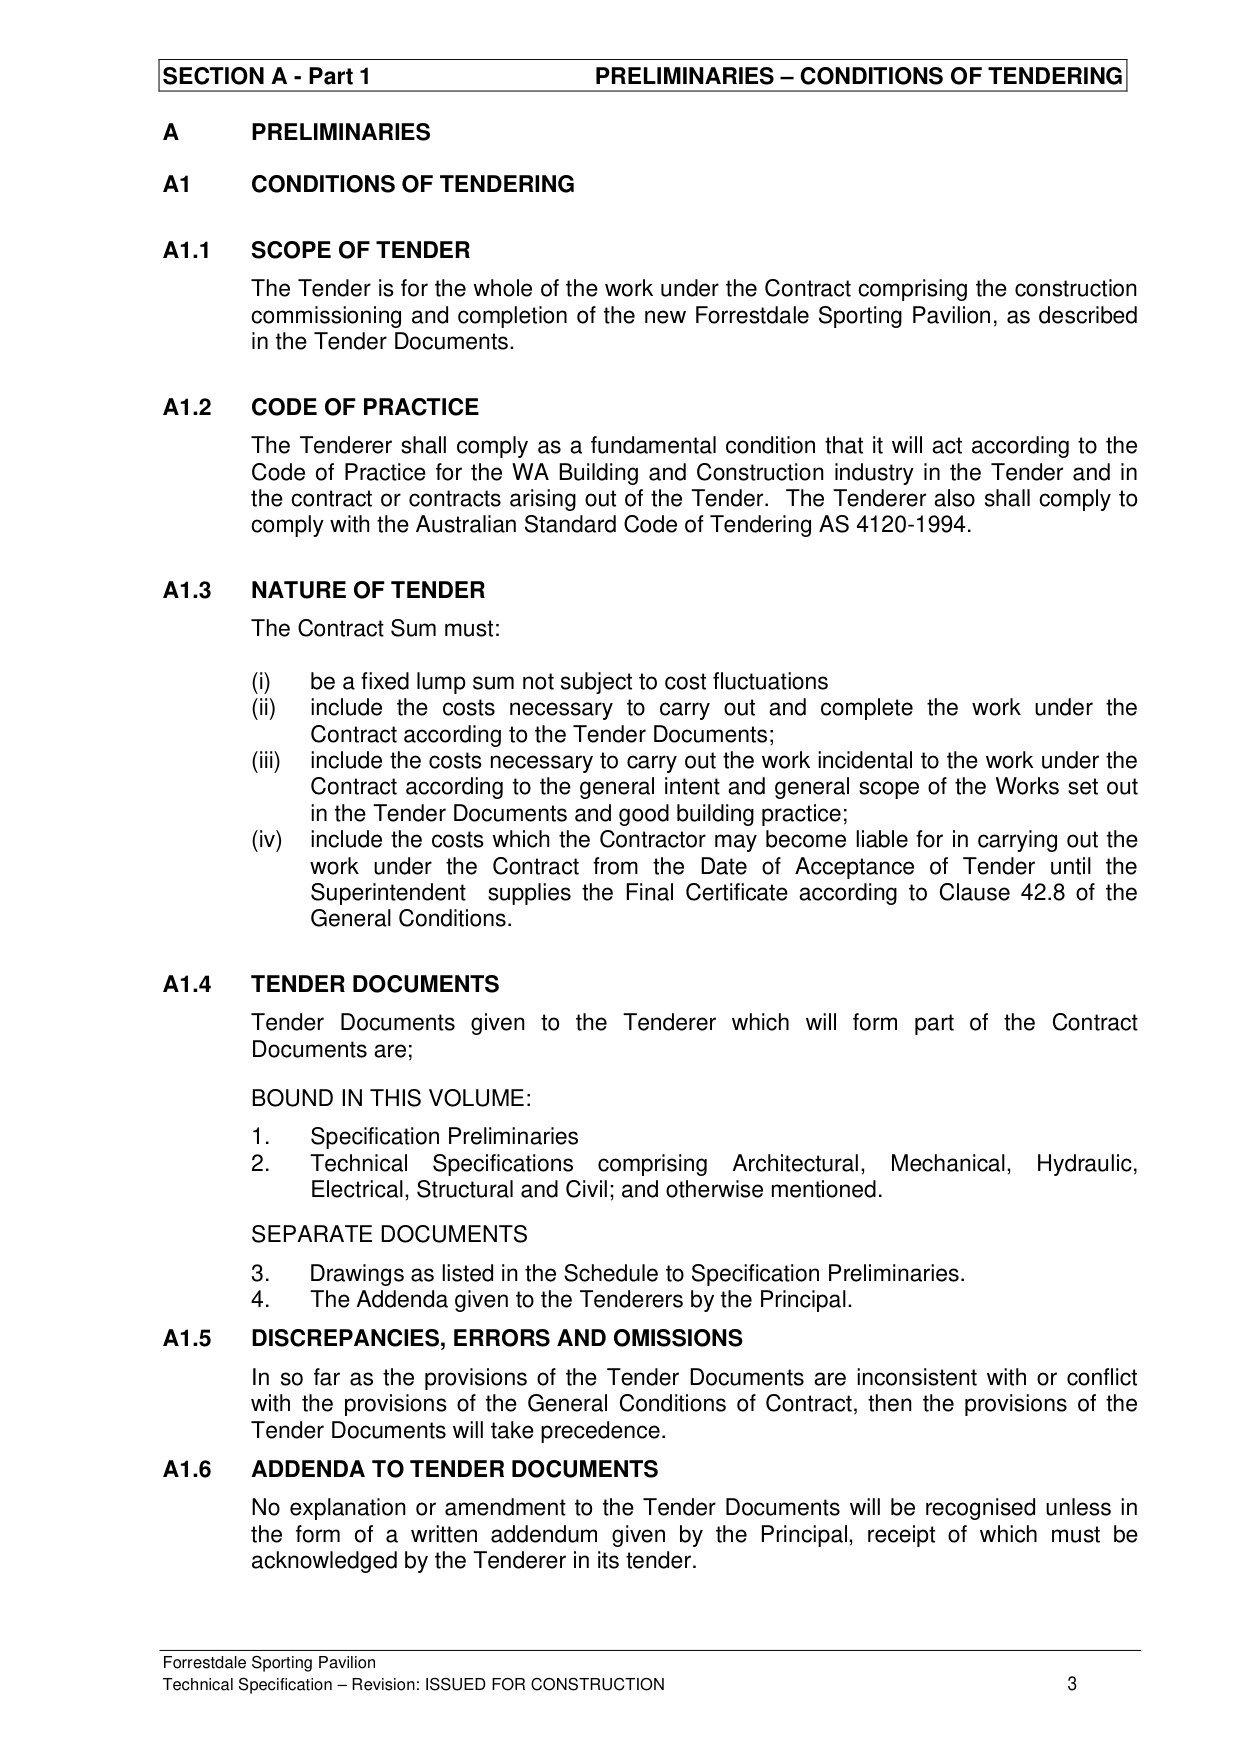 SECTION A - Part 1 PRELIMINARIES – CONDITIONS OF TENDERING
A PRELIMINARIES
A1 CONDITIONS OF TENDERING
A1.1 SCOPE OF TENDER
The Tender is for the whole of the work under the Contract comprising the construction
commissioning and completion of the new Forrestdale Sporting Pavilion, as described
in the Tender Documents.
A1.2 CODE OF PRACTICE
The Tenderer shall comply as a fundamental condition that it will act according to the
Code of Practice for the WA Building and Construction industry in the Tender and in
the contract or contracts arising out of the Tender. The Tenderer also shall comply to
comply with the Australian Standard Code of Tendering AS 4120-1994.
A1.3 NATURE OF TENDER
The Contract Sum must:
(i) be a fixed lump sum not subject to cost fluctuations
(ii) include the costs necessary to carry out and complete the work under the
Contract according to the Tender Documents;
(iii) include the costs necessary to carry out the work incidental to the work under the
Contract according to the general intent and general scope of the Works set out
in the Tender Documents and good building practice;
(iv) include the costs which the Contractor may become liable for in carrying out the
work under the Contract from the Date of Acceptance of Tender until the
Superintendent supplies the Final Certificate according to Clause 42.8 of the
General Conditions.
A1.4 TENDER DOCUMENTS
Tender Documents given to the Tenderer which will form part of the Contract
Documents are;
BOUND IN THIS VOLUME:
1. Specification Preliminaries
2. Technical Specifications comprising Architectural, Mechanical, Hydraulic,
Electrical, Structural and Civil; and otherwise mentioned.
SEPARATE DOCUMENTS
3. Drawings as listed in the Schedule to Specification Preliminaries.
4. The Addenda given to the Tenderers by the Principal.
A1.5 DISCREPANCIES, ERRORS AND OMISSIONS
In so far as the provisions of the Tender Documents are inconsistent with or conflict
with the provisions of the General Conditions of Contract, then the provisions of the
Tender Documents will take precedence.
A1.6 ADDENDA TO TENDER DOCUMENTS
No explanation or amendment to the Tender Documents will be recognised unless in
the form of a written addendum given by the Principal, receipt of which must be
acknowledged by the Tenderer in its tender.
Forrestdale Sporting Pavilion
Technical Specification – Revision: ISSUED FOR CONSTRUCTION 3